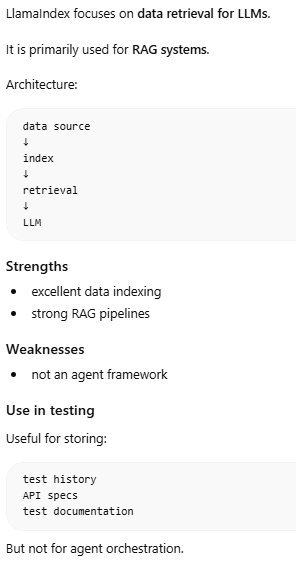 LlamaIndex focuses on data retrieval for LLMs.
It is primarily used for RAG systems.
Architecture:
data source
↓
index
↓
retrieval
↓
LLM
Strengths
• excellent data indexing
• strong RAG pipelines
Weaknesses
• not an agent framework
Use in testing
Useful for storing:
test history
API specs
test documentation
But not for agent orchestration.